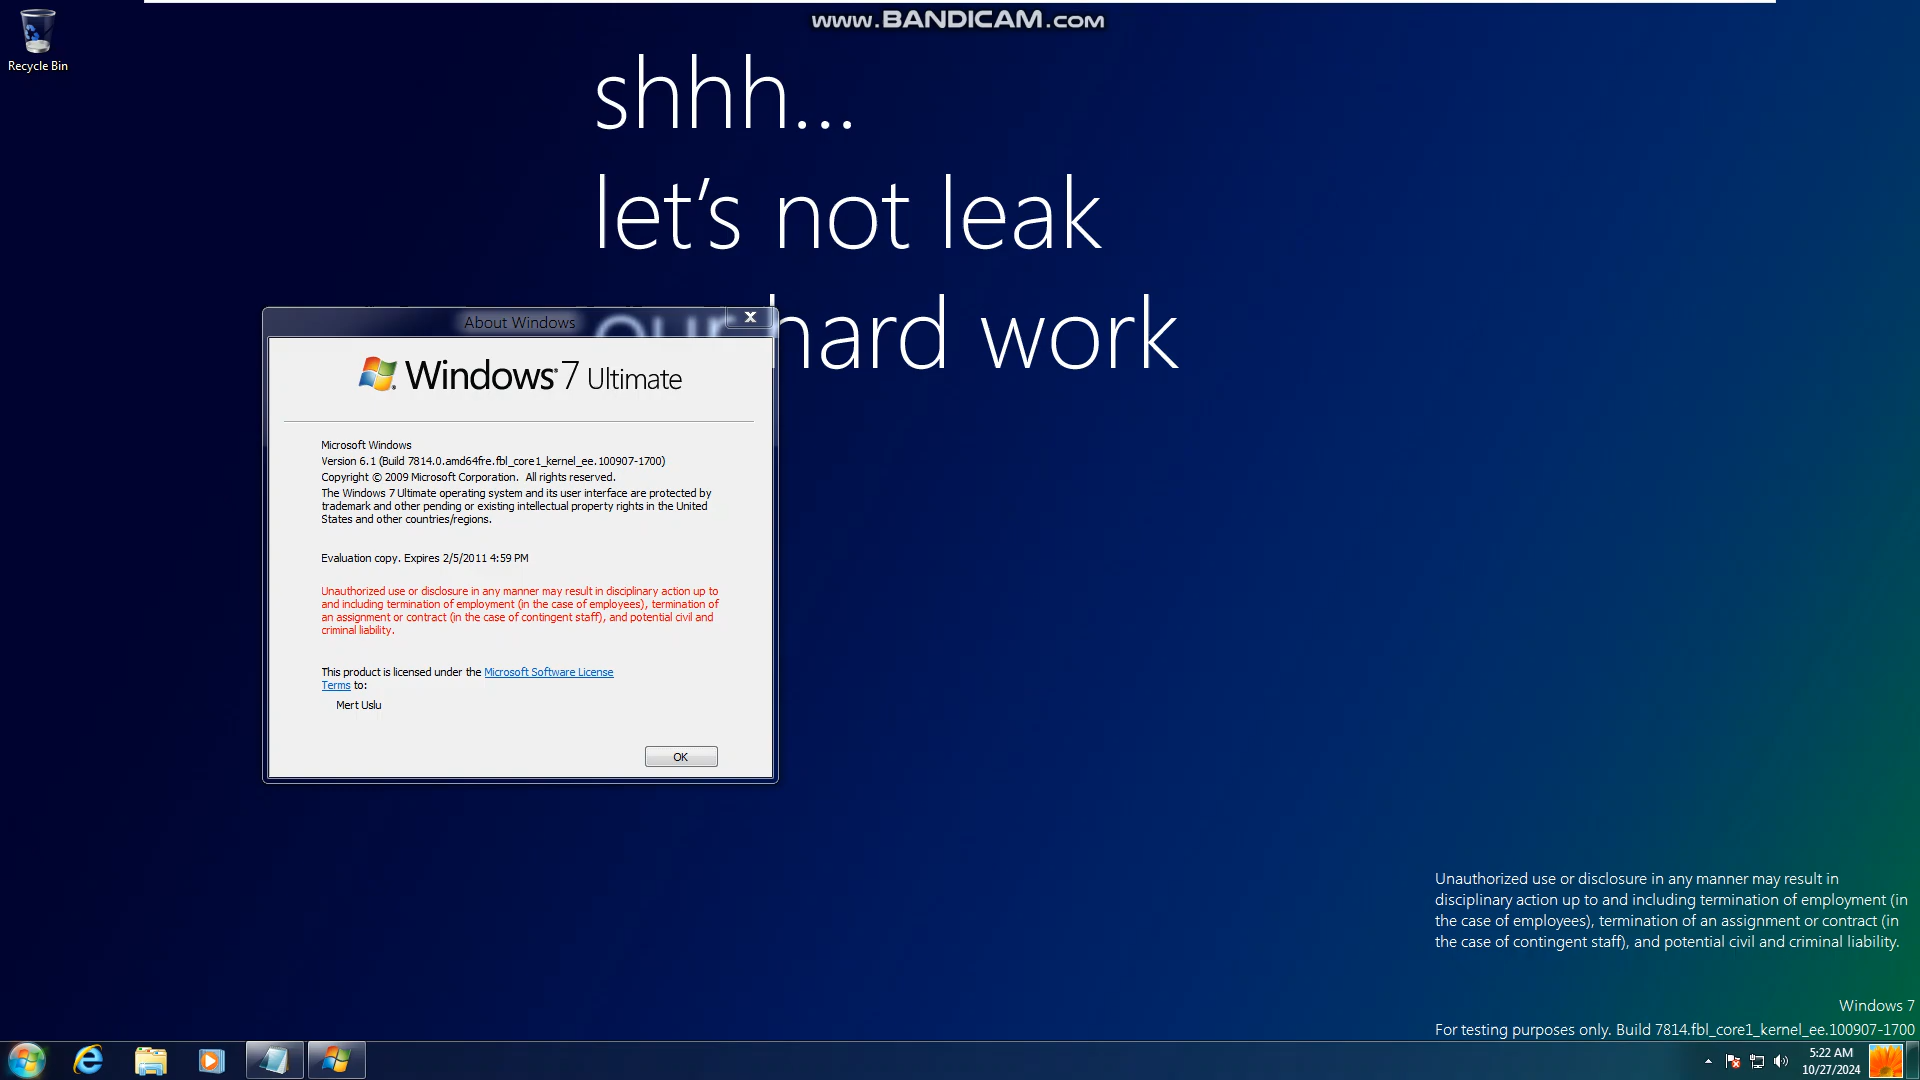 www.BANDICAM.com
Recycle Bin
shhh...
let's not leak
our hard work
About Windows
Windows 7 Ultimate
Microsoft Windows
Version 6.1 (Build 7814.0.amd64fre.fbl_core1_kernel_ee.100907-1700)
Copyright © 2009 Microsoft Corporation.  All rights reserved.
The Windows 7 Ultimate operating system and its user interface are protected by
trademark and other pending or existing intellectual property rights in the United
States and other countries/regions.
Evaluation copy. Expires 2/5/2011 4:59 PM
Unauthorized use or disclosure in any manner may result in disciplinary action up to
and including termination of employment (in the case of employees), termination of
an assignment or contract (in the case of contingent staff), and potential civil and
criminal liability.
This product is licensed under the Microsoft Software License
Terms to:
Mert Uslu
OK
Unauthorized use or disclosure in any manner may result in
disciplinary action up to and including termination of employment (in
the case of employees), termination of an assignment or contract (in
the case of contingent staff), and potential civil and criminal liability.
Windows 7
For testing purposes only. Build 7814.fbl_core1_kernel_ee.100907-1700
5:22 AM
10/27/2024